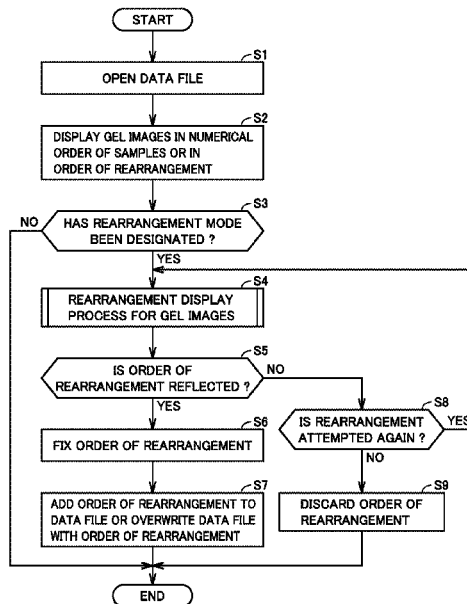 START
S1
OPEN DATA FILE
S2
DISPLAY GEL IMAGES IN NUMERICAL
ORDER OF SAMPLES OR IN
ORDER OF REARRANGEMENT
S3
NO
HAS REARRANGEMENT MODE
BEEN DESIGNATED ?
YES
S4
REARRANGEMENT DISPLAY
PROCESS FOR GEL IMAGES
S5
IS ORDER OF
REARRANGEMENT REFLECTED ?
NO
YES
S8
IS REARRANGEMENT
ATTEMPTED AGAIN ?
YES
NO
S6
FIX ORDER OF REARRANGEMENT
S7
ADD ORDER OF REARRANGEMENT TO
DATA FILE OR OVERWRITE DATA FILE
WITH ORDER OF REARRANGEMENT
S9
DISCARD ORDER OF
REARRANGEMENT
END